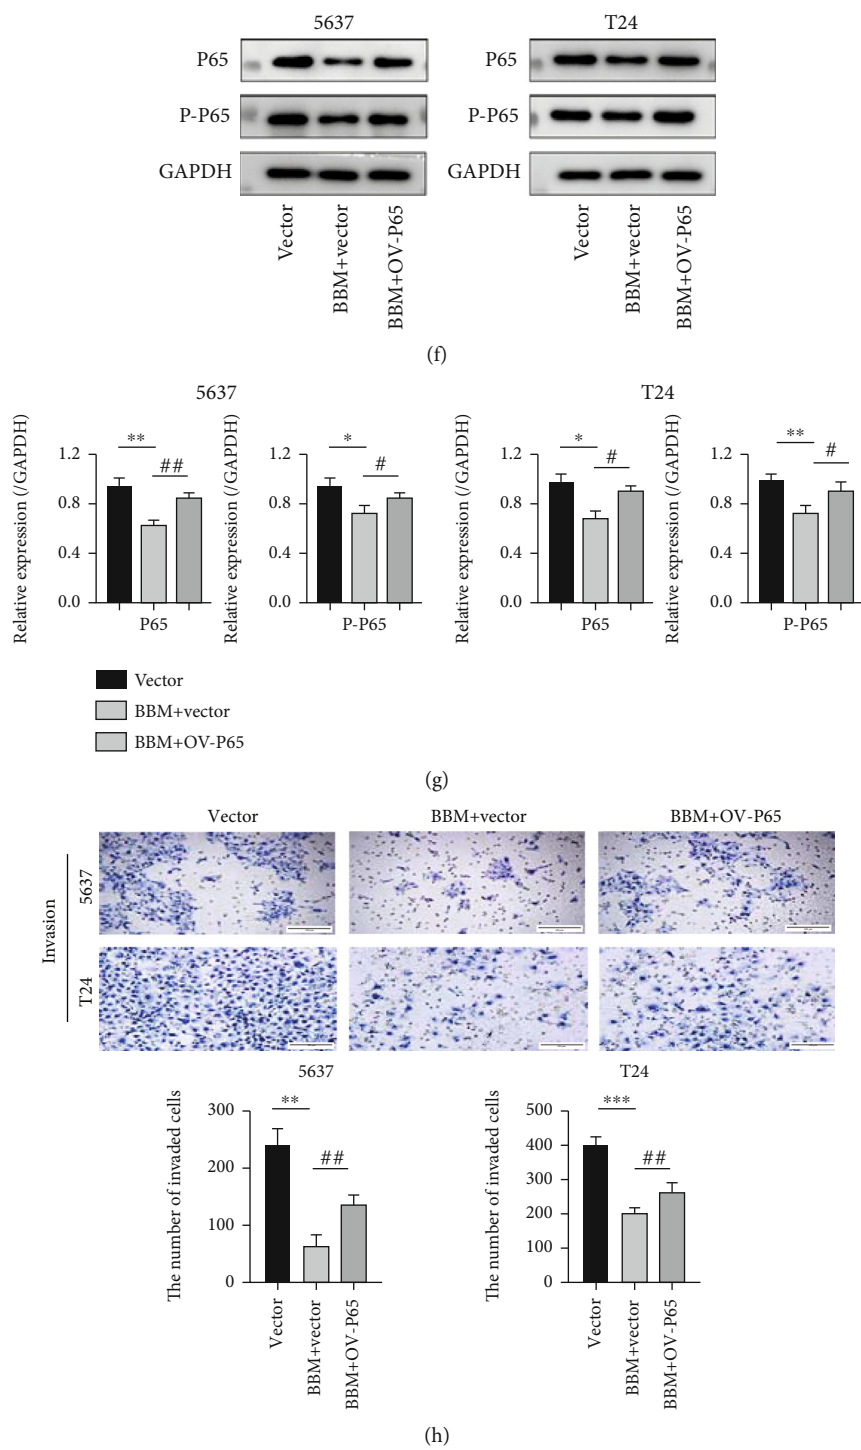 5637
T24
P65
P-P65
GAPDH
P65
P-P65
GAPDH
Vector
BBM+vector
BBM+OV-P65
Vector
BBM+vector
BBM+OV-P65
(f)
5637
T24
Relative expression (/GAPDH)
1.2
0.8
0.4
0.0
**
##
P65
Relative expression (/GAPDH)
1.2
0.8
0.4
0.0
*
#
P-P65
Relative expression (/GAPDH)
1.2
0.8
0.4
0.0
*
#
P65
Relative expression (/GAPDH)
1.2
0.8
0.4
0.0
**
#
P-P65
Vector
BBM+vector
BBM+OV-P65
(g)
Vector
BBM+vector
BBM+OV-P65
Invasion
5637
T24
5637
The number of invaded cells
300
200
100
0
**
##
Vector
BBM+vector
BBM+OV-P65
T24
The number of invaded cells
500
400
300
200
100
0
***
##
Vector
BBM+vector
BBM+OV-P65
(h)